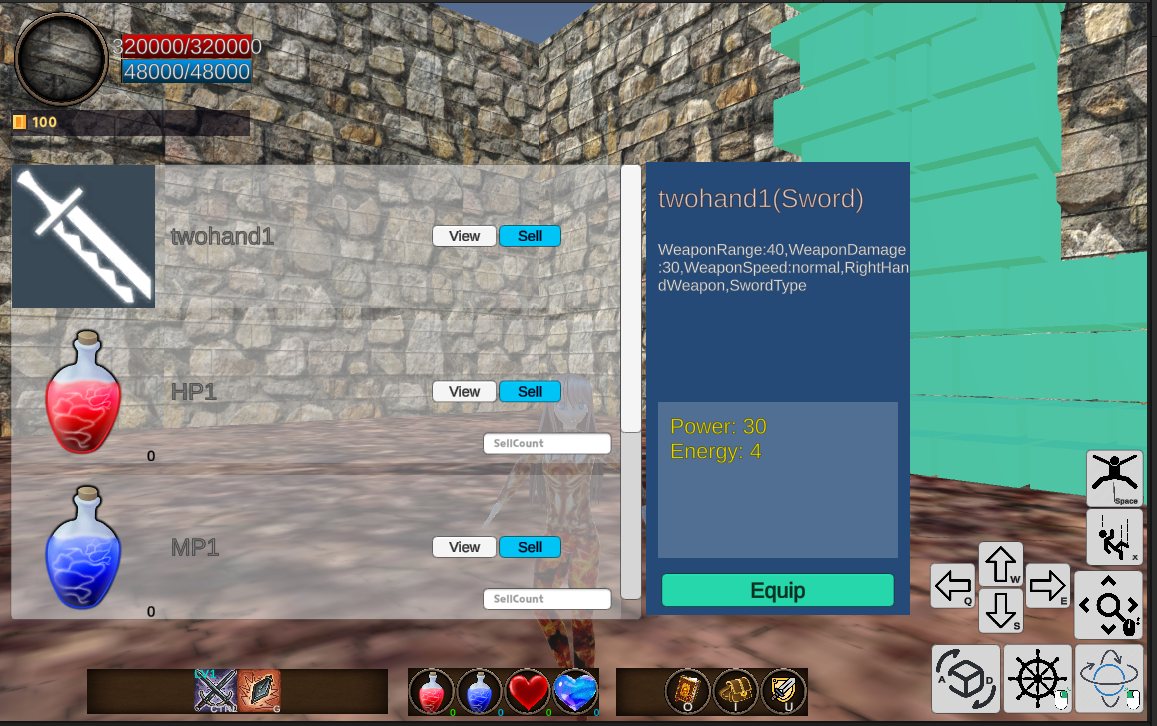 320000/320000
48000/48000
100
twohand1
View
Sell
HP1
View
Sell
0
SellCount
MP1
View
Sell
0
SellCount
twohand1(Sword)
WeaponRange:40,WeaponDamage
:30,WeaponSpeed:normal,RightHan
dWeapon,SwordType
Power: 30
Energy: 4
Equip
Space
x
W
Q
E
S
A
D
LV1
CTRL
G
0
0
0
0
O
I
U